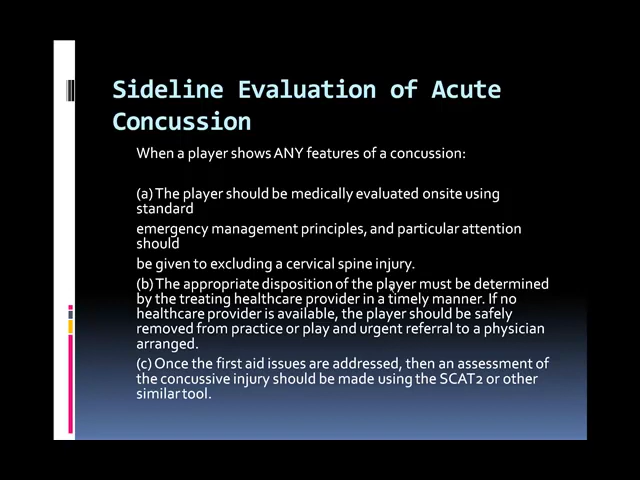 Sideline Evaluation of Acute
Concussion
When a player shows ANY features of a concussion:
(a) The player should be medically evaluated onsite using
standard
emergency management principles, and particular attention
should
be given to excluding a cervical spine injury.
(b) The appropriate disposition of the player must be determined
by the treating healthcare provider in a timely manner. If no
healthcare provider is available, the player should be safely
removed from practice or play and urgent referral to a physician
arranged.
(c) Once the first aid issues are addressed, then an assessment of
the concussive injury should be made using the SCAT2 or other
similar tool.